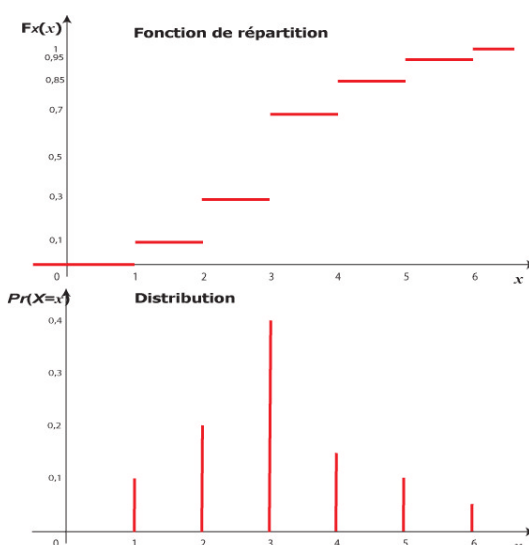 Fx(x) Fonction de répartition
1
0,95
0,85
0,7
0,5
0,3
0,1
0 1 2 3 4 5 6 x
Pr(X=x) Distribution
0,4
0,3
0,2
0,1
0 1 2 3 4 5 6 x